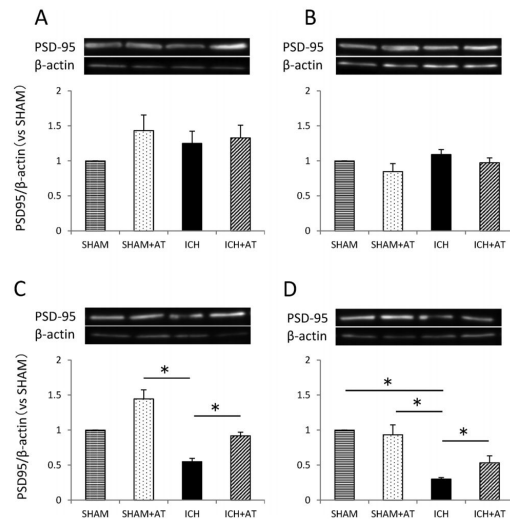 A
PSD-95
β-actin
PSD95/β-actin(vs SHAM)
2
1.5
1
0.5
0
SHAM SHAM+AT ICH ICH+AT
B
PSD-95
β-actin
2
1.5
1
0.5
0
SHAM SHAM+AT ICH ICH+AT
C
PSD-95
β-actin
PSD95/β-actin(vs SHAM)
2
1.5
1
0.5
0
*
*
SHAM SHAM+AT ICH ICH+AT
D
PSD-95
β-actin
2
1.5
1
0.5
0
*
*
*
SHAM SHAM+AT ICH ICH+AT